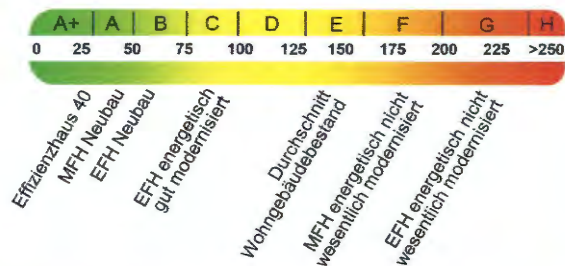 A+ A B C D E F G H
0 25 50 75 100 125 150 175 200 225 >250
Effizienzhaus 40
MFH Neubau
EFH Neubau
EFH energetisch
gut modernisiert
Durchschnitt
Wohngebäudebestand
MFH energetisch nicht
wesentlich modernisiert
EFH energetisch nicht
wesentlich modernisiert